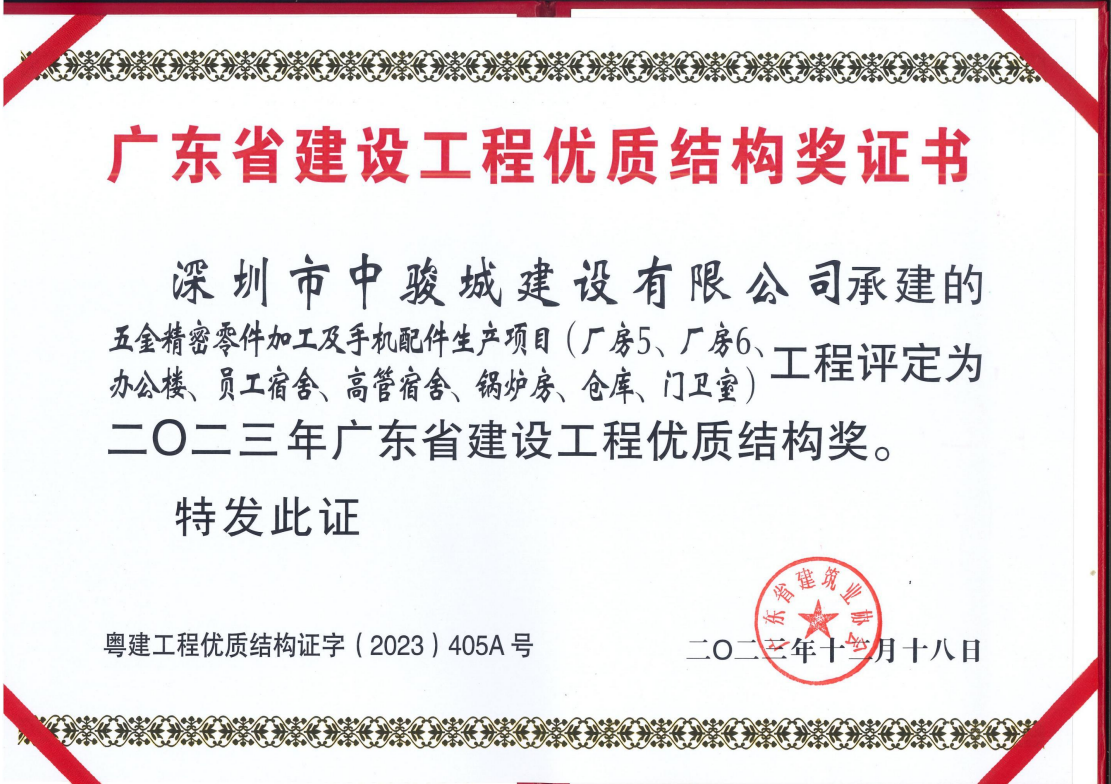 广东省建设工程优质结构奖证书
深圳市中骏城建设有限公司承建的
五金精密零件加工及手机配件生产项目（厂房5、厂房6、
办公楼、员工宿舍、高管宿舍、锅炉房、仓库、门卫室）工程评定为
二〇二三年广东省建设工程优质结构奖。
特发此证
广东省建筑业协会
粤建工程优质结构证字（2023）405A号
二〇二三年十二月十八日